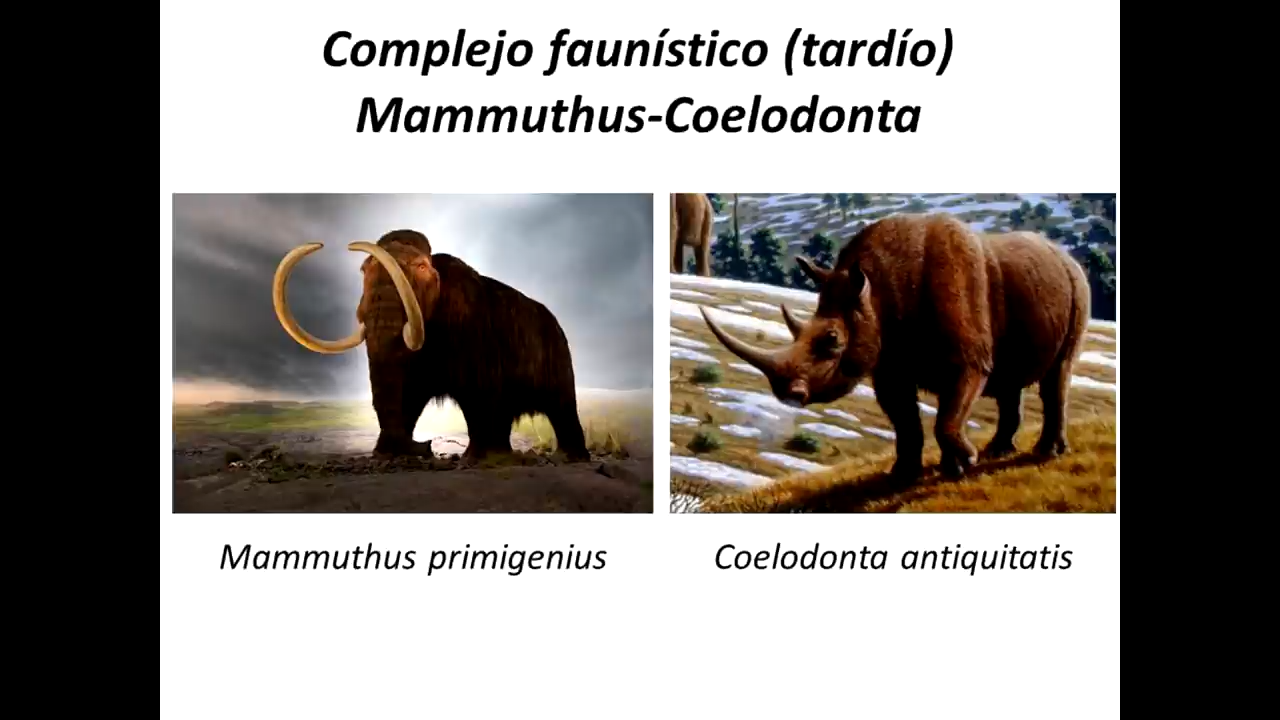 Complejo faunístico (tardío)
Mammuthus-Coelodonta
Mammuthus primigenius
Coelodonta antiquitatis